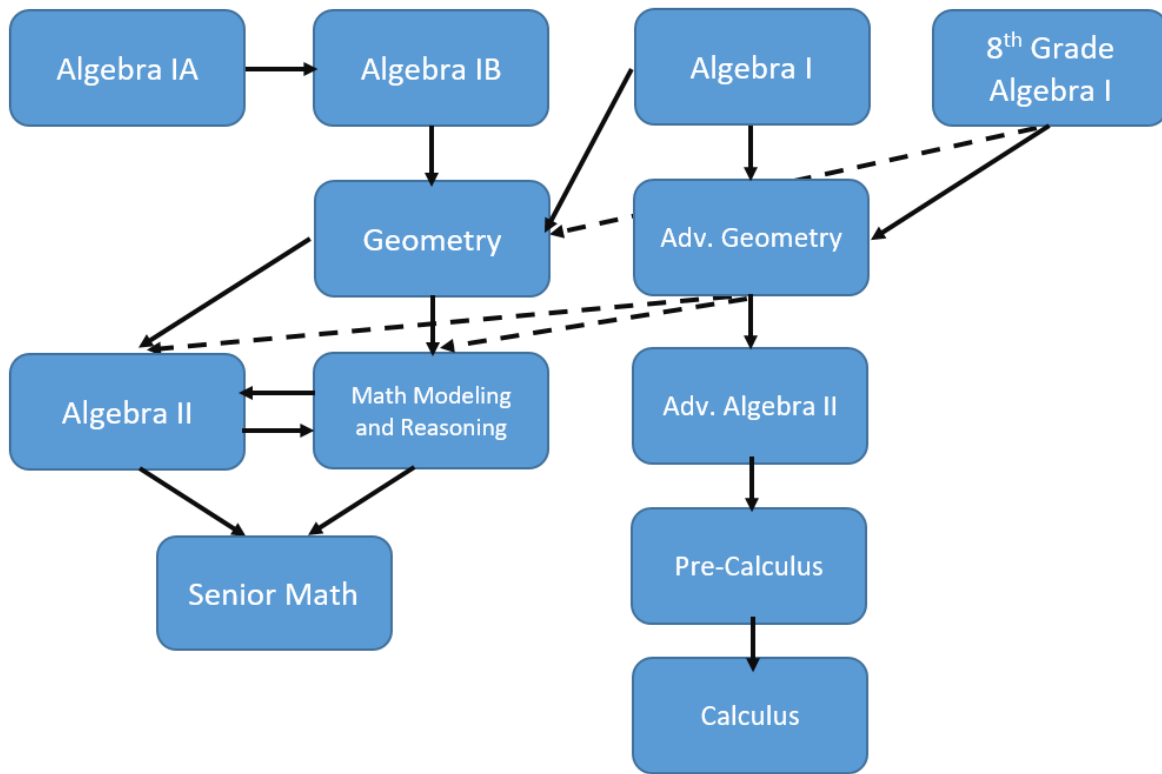 Algebra IA
Algebra IB
Algebra I
8th Grade
Algebra I
Geometry
Adv. Geometry
Algebra II
Math Modeling
and Reasoning
Adv. Algebra II
Senior Math
Pre-Calculus
Calculus